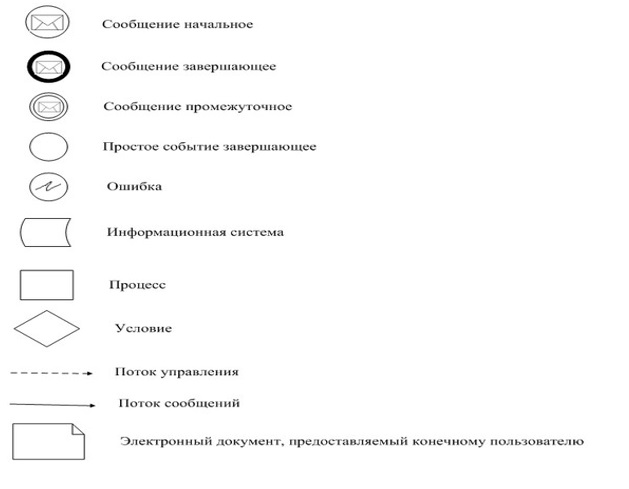 Сообщение начальное
Сообщение завершающее
Сообщение промежуточное
Простое событие завершающее
Ошибка
Информационная система
Процесс
Условие
Поток управления
Поток сообщений
Электронный документ, предоставляемый конечному пользователю